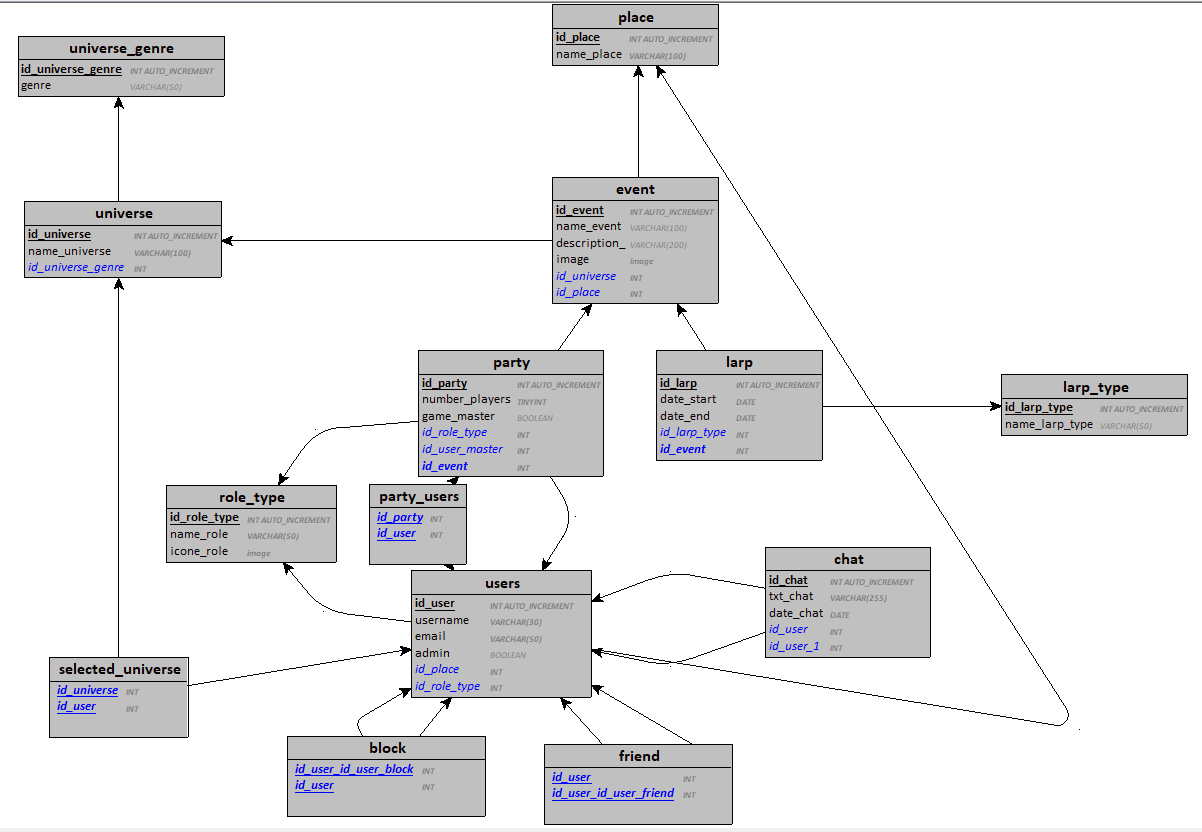 place
id_place INT AUTO_INCREMENT
name_place VARCHAR(100)
universe_genre
id_universe_genre INT AUTO_INCREMENT
genre VARCHAR(50)
event
id_event INT AUTO_INCREMENT
name_event VARCHAR(100)
description_ VARCHAR(200)
image image
id_universe INT
id_place INT
universe
id_universe INT AUTO_INCREMENT
name_universe VARCHAR(100)
id_universe_genre INT
party
id_party INT AUTO_INCREMENT
number_players TINYINT
game_master BOOLEAN
id_role_type INT
id_user_master INT
id_event INT
larp
id_larp INT AUTO_INCREMENT
date_start DATE
date_end DATE
id_larp_type INT
id_event INT
larp_type
id_larp_type INT AUTO_INCREMENT
name_larp_type VARCHAR(50)
role_type
id_role_type INT AUTO_INCREMENT
name_role VARCHAR(50)
icone_role image
party_users
id_party INT
id_user INT
users
id_user INT AUTO_INCREMENT
username VARCHAR(30)
email VARCHAR(50)
admin BOOLEAN
id_place INT
id_role_type INT
chat
id_chat INT AUTO_INCREMENT
txt_chat VARCHAR(255)
date_chat DATE
id_user INT
id_user_1 INT
selected_universe
id_universe INT
id_user INT
block
id_user_id_user_block INT
id_user INT
friend
id_user INT
id_user_id_user_friend INT